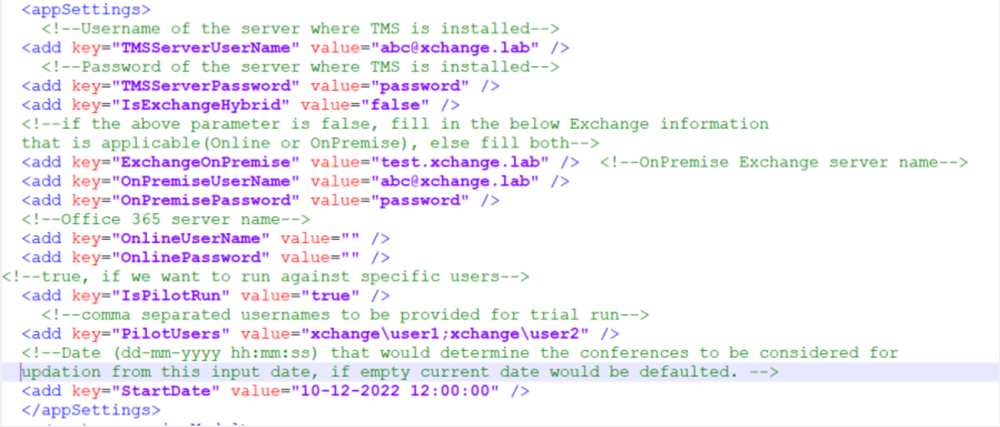 <appSettings>
<!--Username of the server where TMS is installed-->
<add key="TMSServerUserName" value="abc@xchange.lab" />
<!--Password of the server where TMS is installed-->
<add key="TMSServerPassword" value="password" />
<add key="IsExchangeHybrid" value="false" />
<!--if the above parameter is false, fill in the below Exchange information
that is applicable(Online or OnPremise), else fill both-->
<add key="ExchangeOnPremise" value="test.xchange.lab" /> <!--OnPremise Exchange server name-->
<add key="OnPremiseUserName" value="abc@xchange.lab" />
<add key="OnPremisePassword" value="password" />
<!--Office 365 server name-->
<add key="OnlineUserName" value="" />
<add key="OnlinePassword" value="" />
<!--true, if we want to run against specific users-->
<add key="IsPilotRun" value="true" />
<!--comma separated usernames to be provided for trial run-->
<add key="PilotUsers" value="xchange\user1;xchange\user2" />
<!--Date (dd-mm-yyyy hh:mm:ss) that would determine the conferences to be considered for
updation from this input date, if empty current date would be defaulted. -->
<add key="StartDate" value="10-12-2022 12:00:00" />
</appSettings>